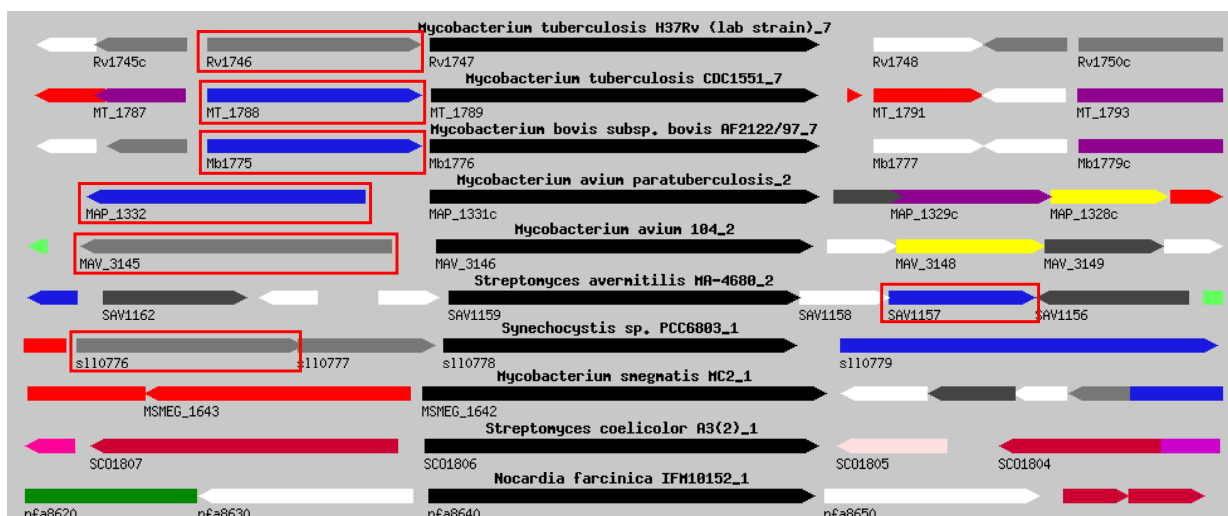 Mycobacterium tuberculosis H37Rv (lab strain)_7
Rv1745c Rv1746 Rv1747 Rv1748 Rv1750c
Mycobacterium tuberculosis CDC1551_7
MT_1787 MT_1788 MT_1789 MT_1791 MT_1793
Mycobacterium bovis subsp. bovis AF2122/97_7
Mb1775 Mb1776 Mb1777 Mb1779c
Mycobacterium avium paratuberculosis_2
MAP_1332 MAP_1331c MAP_1329c MAP_1328c
Mycobacterium avium 104_2
MAV_3145 MAV_3146 MAV_3148 MAV_3149
Streptomyces avermitilis MA-4680_2
SAV1162 SAV1159 SAV1158 SAV1157 SAV1156
Synechocystis sp. PCC6803_1
sll0776 sll0777 sll0778 sll0779
Mycobacterium smegmatis MC2_1
MSMEG_1643 MSMEG_1642
Streptomyces coelicolor A3(2)_1
SCO1807 SCO1806 SCO1805 SCO1804
Nocardia farcinica IFM10152_1
nfa8620 nfa8630 nfa8640 nfa8650